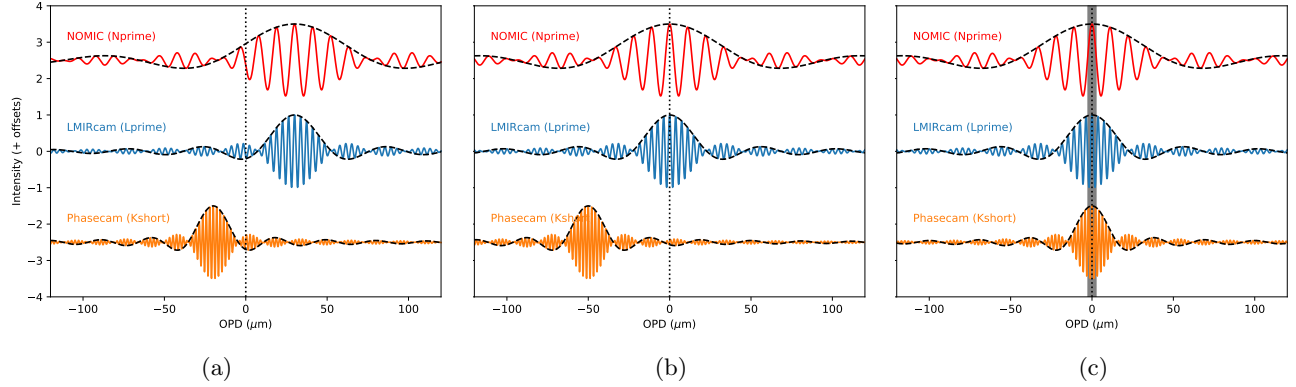 4
3
2
1
0
−1
−2
−3
−4
Intensity (+ offsets)
NOMIC (Nprime)
LMIRcam (Lprime)
Phasecam (Kshort)
−100
−50
0
50
100
OPD (μm)
(a)
NOMIC (Nprime)
LMIRcam (Lprime)
Phasecam (Kshort)
−100
−50
0
50
100
OPD (μm)
(b)
NOMIC (Nprime)
LMIRcam (Lprime)
Phasecam (Kshort)
−100
−50
0
50
100
OPD (μm)
(c)